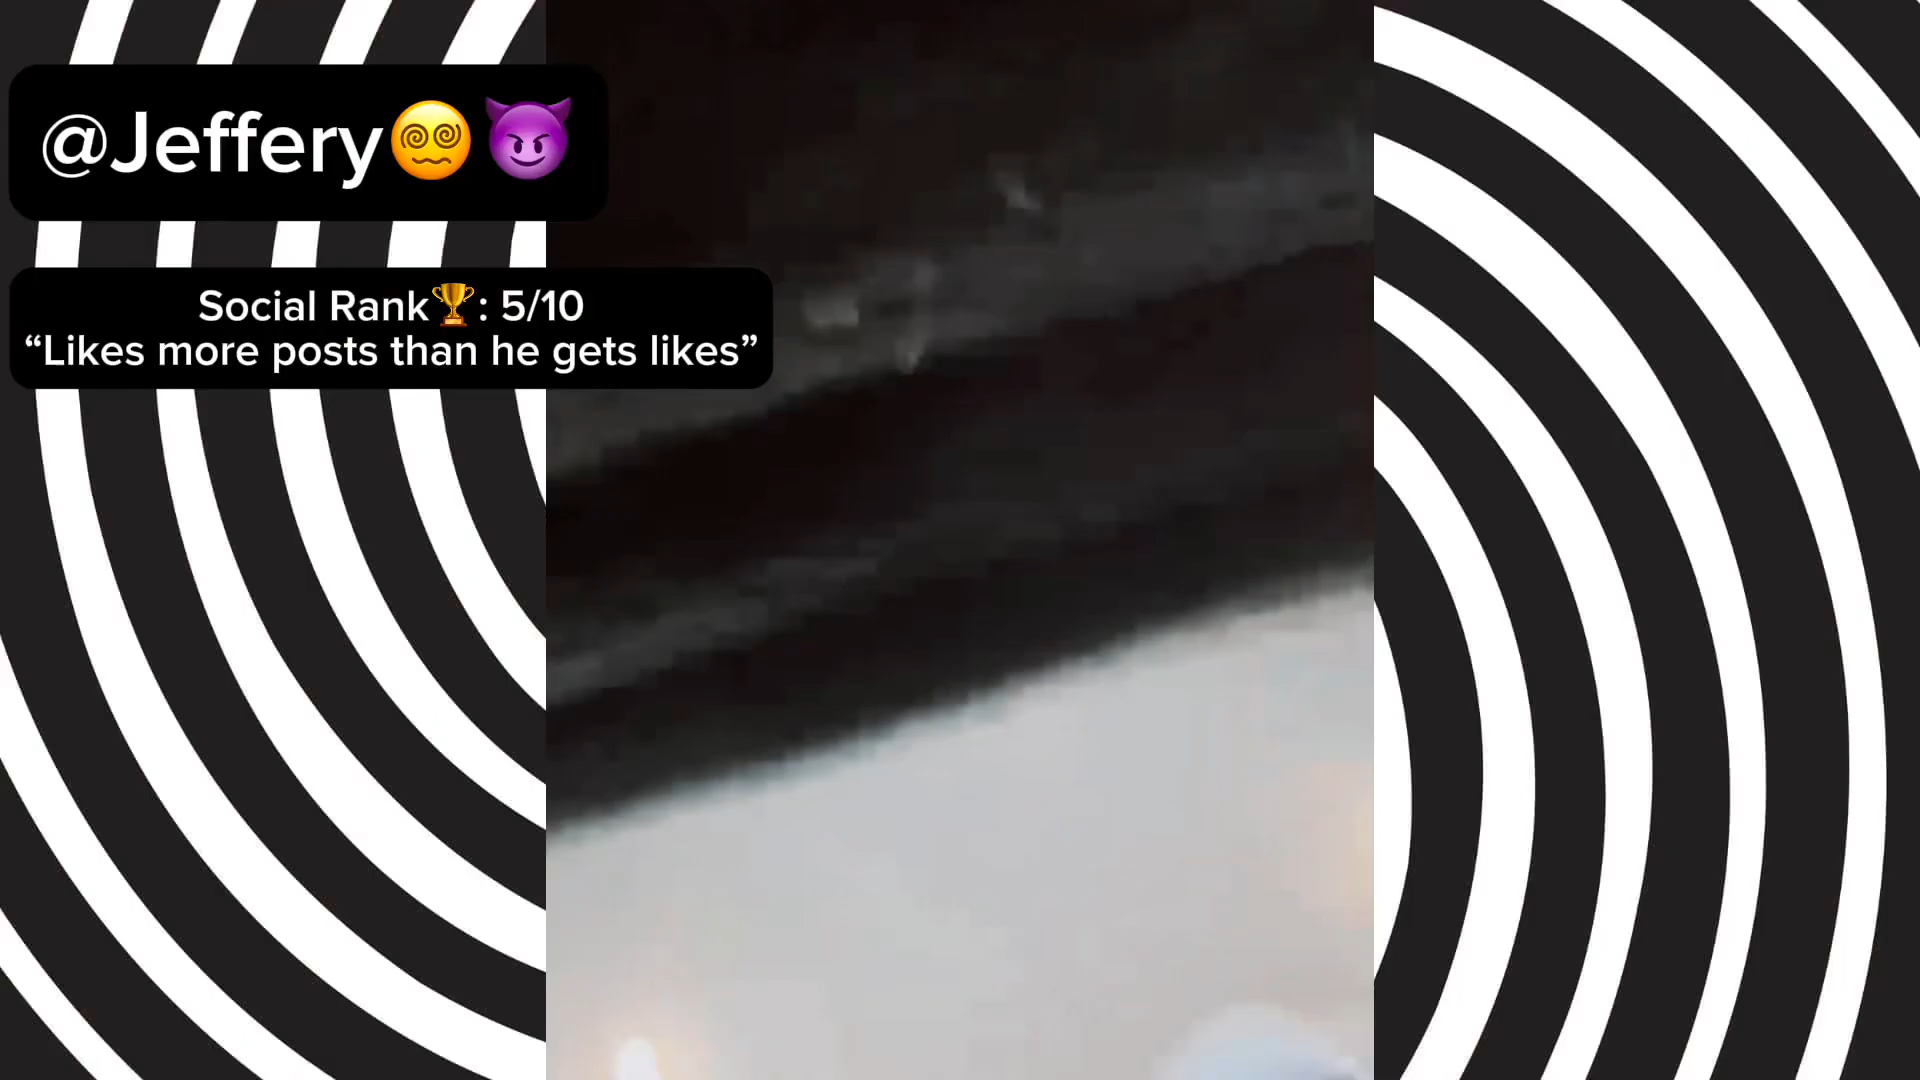 @Jeffery😵‍💫😈
Social Rank🏆: 5/10
“Likes more posts than he gets likes”